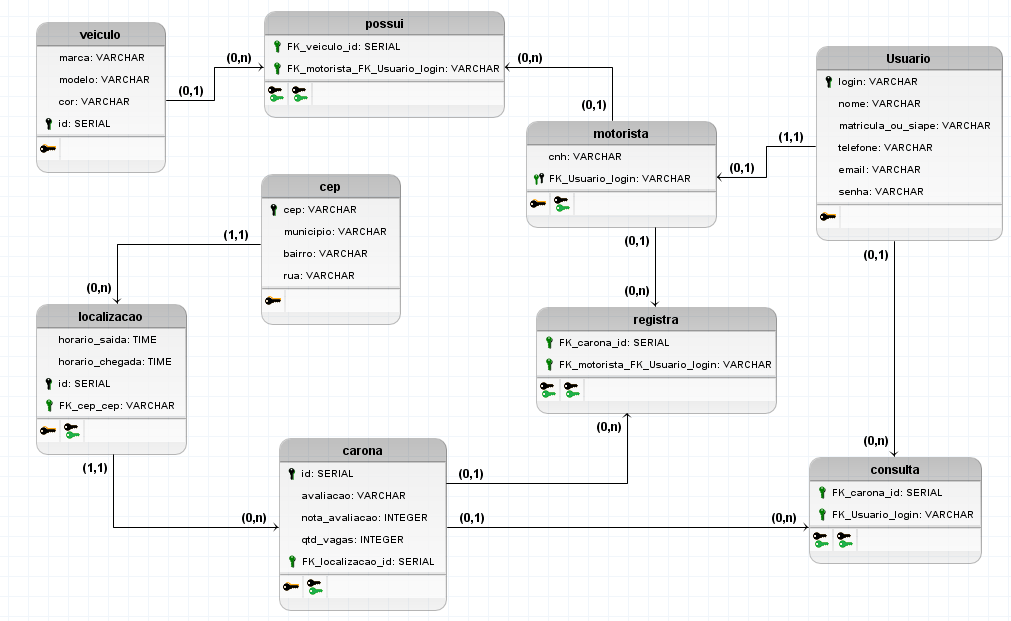 veiculo
marca: VARCHAR
modelo: VARCHAR
cor: VARCHAR
id: SERIAL
(0,1)
(0,n)
possui
FK_veiculo_id: SERIAL
FK_motorista_FK_Usuario_login: VARCHAR
(0,n)
(0,1)
motorista
cnh: VARCHAR
FK_Usuario_login: VARCHAR
(0,1)
(1,1)
Usuario
login: VARCHAR
nome: VARCHAR
matricula_ou_siape: VARCHAR
telefone: VARCHAR
email: VARCHAR
senha: VARCHAR
(0,1)
(0,n)
cep
cep: VARCHAR
municipio: VARCHAR
bairro: VARCHAR
rua: VARCHAR
(1,1)
(0,n)
localizacao
horario_saida: TIME
horario_chegada: TIME
id: SERIAL
FK_cep_cep: VARCHAR
(1,1)
(0,n)
(0,1)
(0,n)
registra
FK_carona_id: SERIAL
FK_motorista_FK_Usuario_login: VARCHAR
(0,n)
carona
id: SERIAL
avaliacao: VARCHAR
nota_avaliacao: INTEGER
qtd_vagas: INTEGER
FK_localizacao_id: SERIAL
(0,1)
(0,1)
(0,n)
consulta
FK_carona_id: SERIAL
FK_Usuario_login: VARCHAR